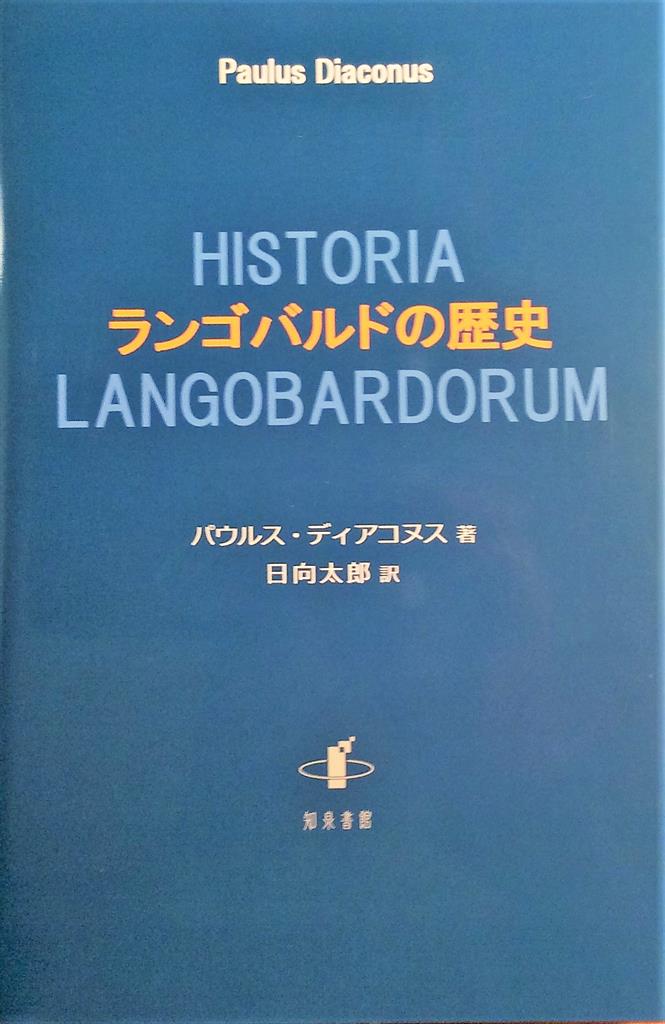 Paulus Diaconus
HISTORIA
ランゴバルドの歴史
LANGOBARDORUM
パウルス・ディアコヌス 著
日向太郎 訳
知泉書館